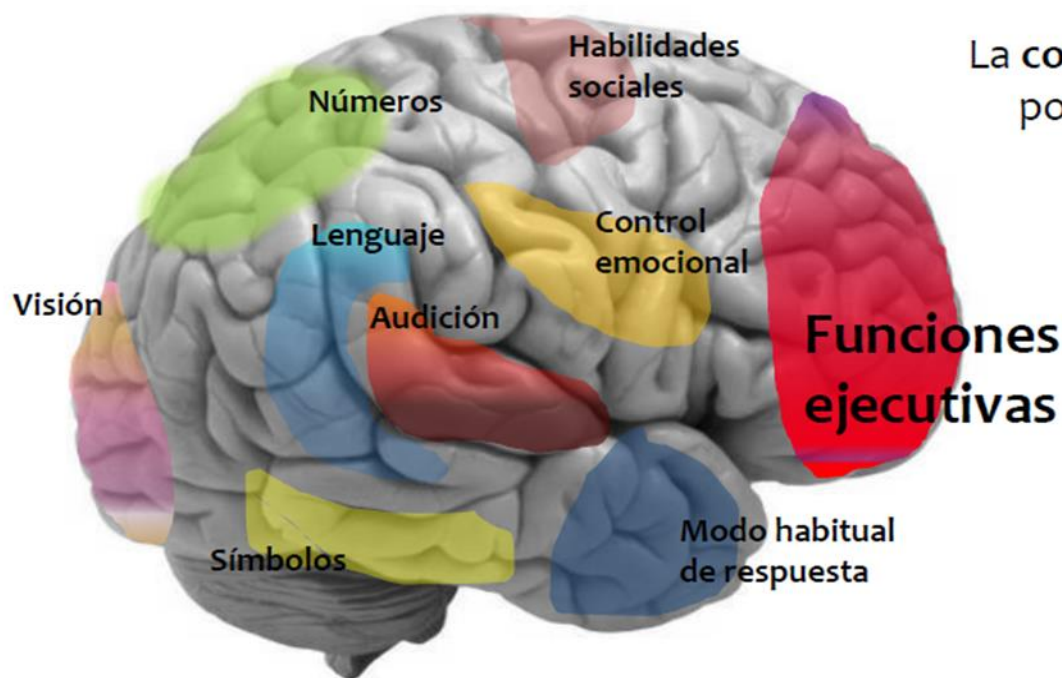 Habilidades
sociales
La co
po
Números
Lenguaje
Control
emocional
Visión
Audición
Funciones
ejecutivas
Modo habitual
de respuesta
Símbolos